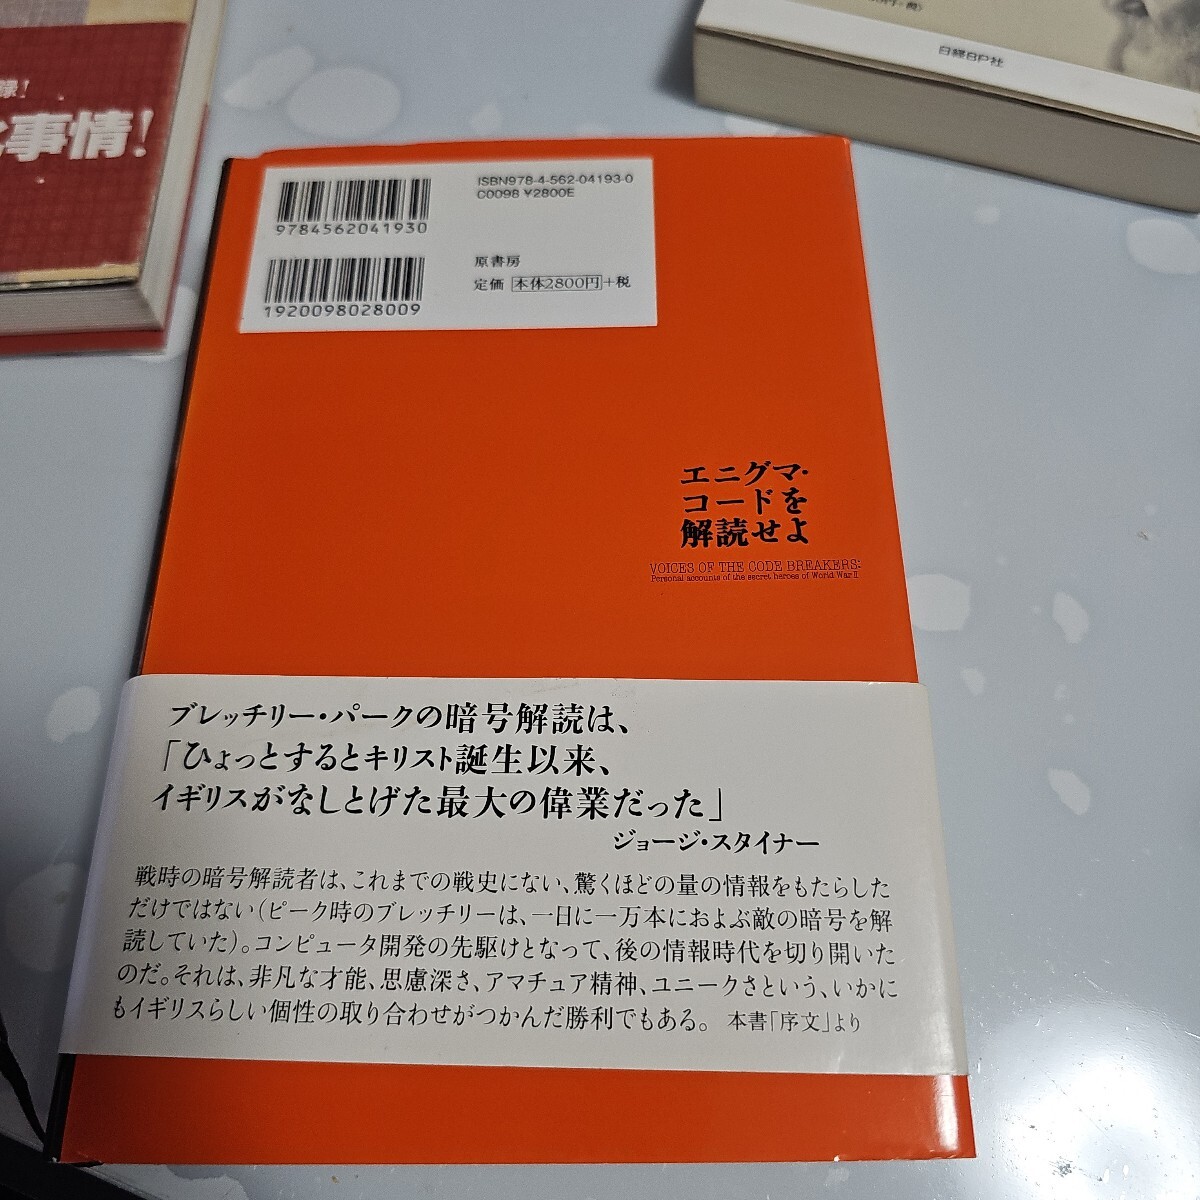 録!
事情!
日経BP社
ISBN978-4-562-04193-0
C0098 ¥2800E
9784562041930
原書房
定価 本体2800円+税
1920098028009
エニグマ・
コードを
解読せよ
VOICES OF THE CODE BREAKERS:
Personal accounts of the secret heroes of World War II
ブレッチリー・パークの暗号解読は、
「ひょっとするとキリスト誕生以来、
イギリスがなしとげた最大の偉業だった」
ジョージ・スタイナー
戦時の暗号解読者は、これまでの戦史にない、驚くほどの量の情報をもたらした
だけではない(ピーク時のブレッチリーは、一日に一万本におよぶ敵の暗号を解
読していた)。コンピュータ開発の先駆けとなって、後の情報時代を切り開いた
のだ。それは、非凡な才能、思慮深さ、アマチュア精神、ユニークさという、いかに
もイギリスらしい個性の取り合わせがつかんだ勝利でもある。 本書「序文」より